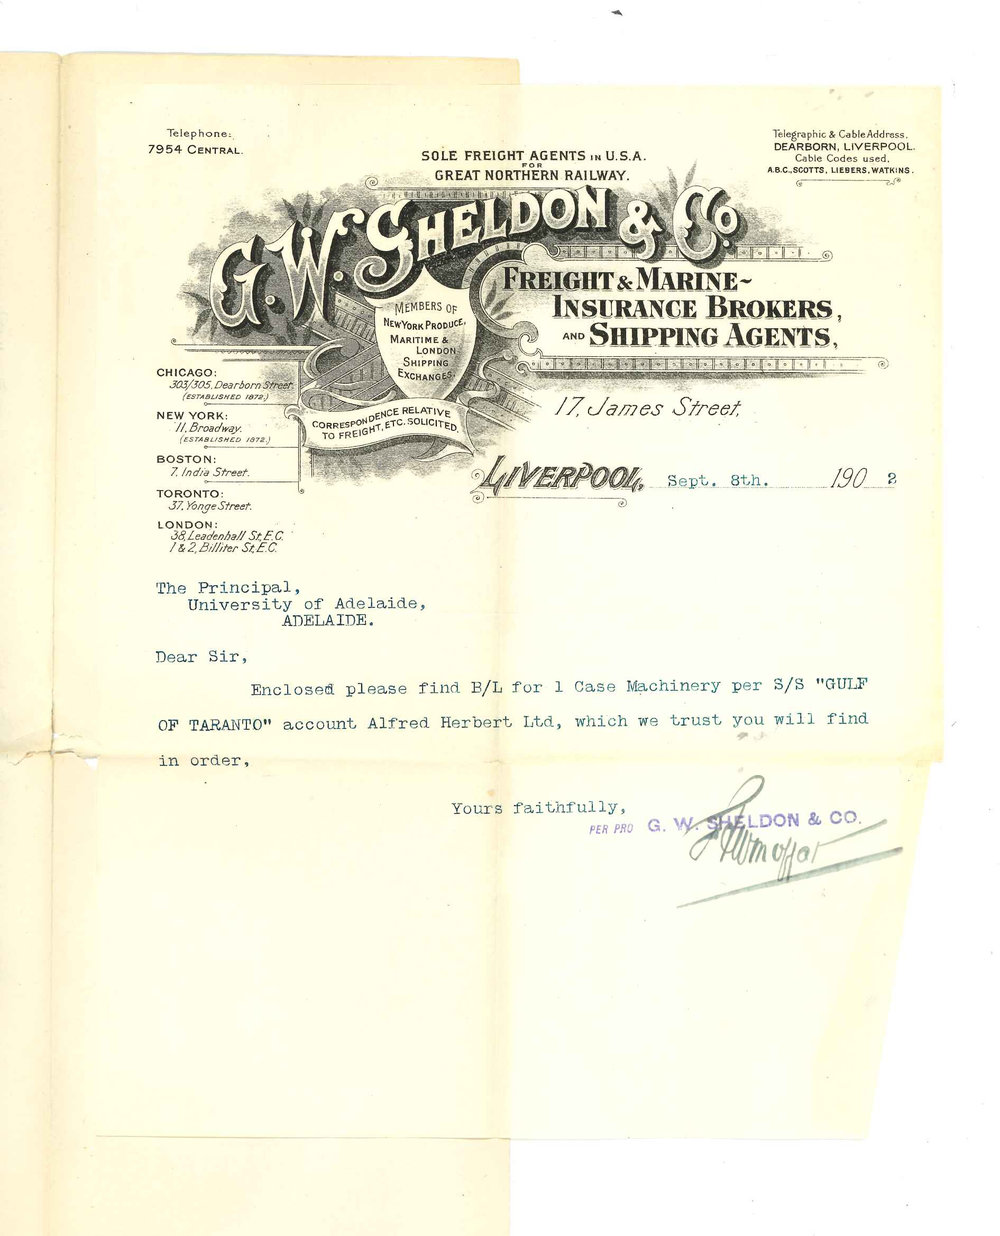 Telephone:
7954 CENTRAL.
SOLE FREIGHT AGENTS IN U.S.A.
FOR
GREAT NORTHERN RAILWAY.
Telegraphic & Cable Address.
DEARBORN, LIVERPOOL.
Cable Codes used.
A.B.C., SCOTTS, LIEBERS, WATKINS.
G. W. SHELDON & CO.
FREIGHT & MARINE-
INSURANCE BROKERS,
AND SHIPPING AGENTS,
MEMBERS OF
NEW YORK PRODUCE,
MARITIME &
LONDON
SHIPPING
EXCHANGES.
CORRESPONDENCE RELATIVE
TO FREIGHT, ETC. SOLICITED.
CHICAGO:
303/305, Dearborn Street.
(ESTABLISHED 1872.)
NEW YORK:
11, Broadway.
(ESTABLISHED 1872.)
BOSTON:
7, India Street.
TORONTO:
37, Yonge Street.
LONDON:
38, Leadenhall St, E.C.
1 & 2, Billiter St, E.C.
17, James Street,
LIVERPOOL, Sept. 8th. 190 2
The Principal,
University of Adelaide,
ADELAIDE.
Dear Sir,
Enclosed please find B/L for 1 Case Machinery per S/S "GULF
OF TARANTO" account Alfred Herbert Ltd, which we trust you will find
in order,
Yours faithfully,
PER PRO G. W. SHELDON & CO.